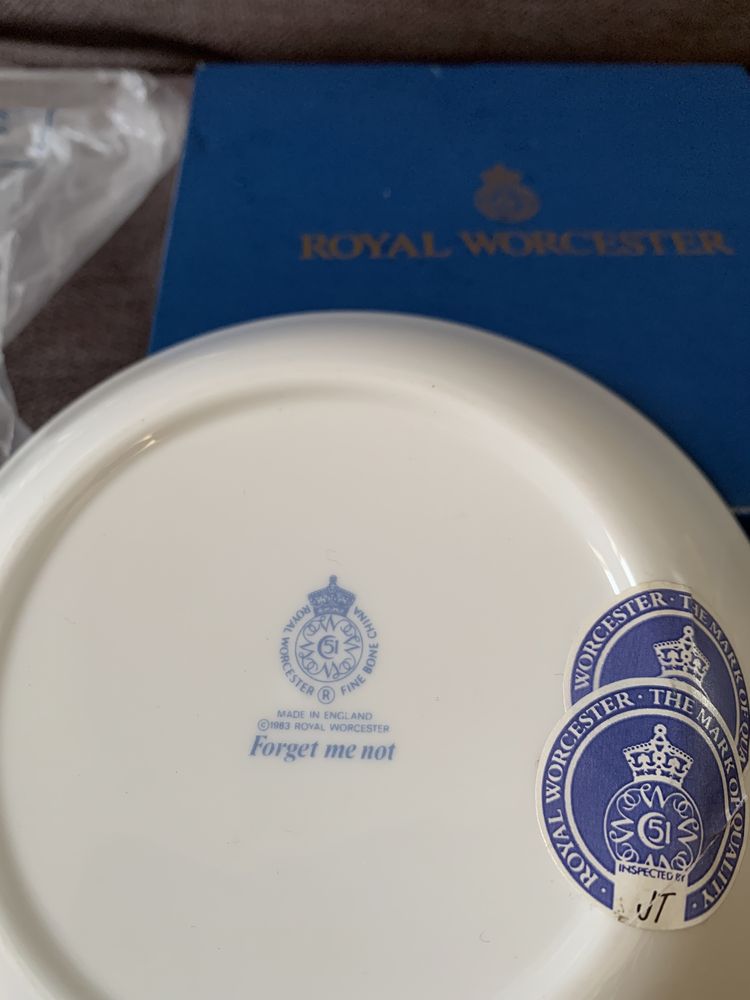 ROYAL WORCESTER
ROYAL WORCESTER ® FINE BONE CHINA
51
MADE IN ENGLAND
©1983 ROYAL WORCESTER
Forget me not
WORCESTER · THE MARK OF
ROYAL WORCESTER · THE MARK OF QUALITY ·
51
INSPECTED BY
JT